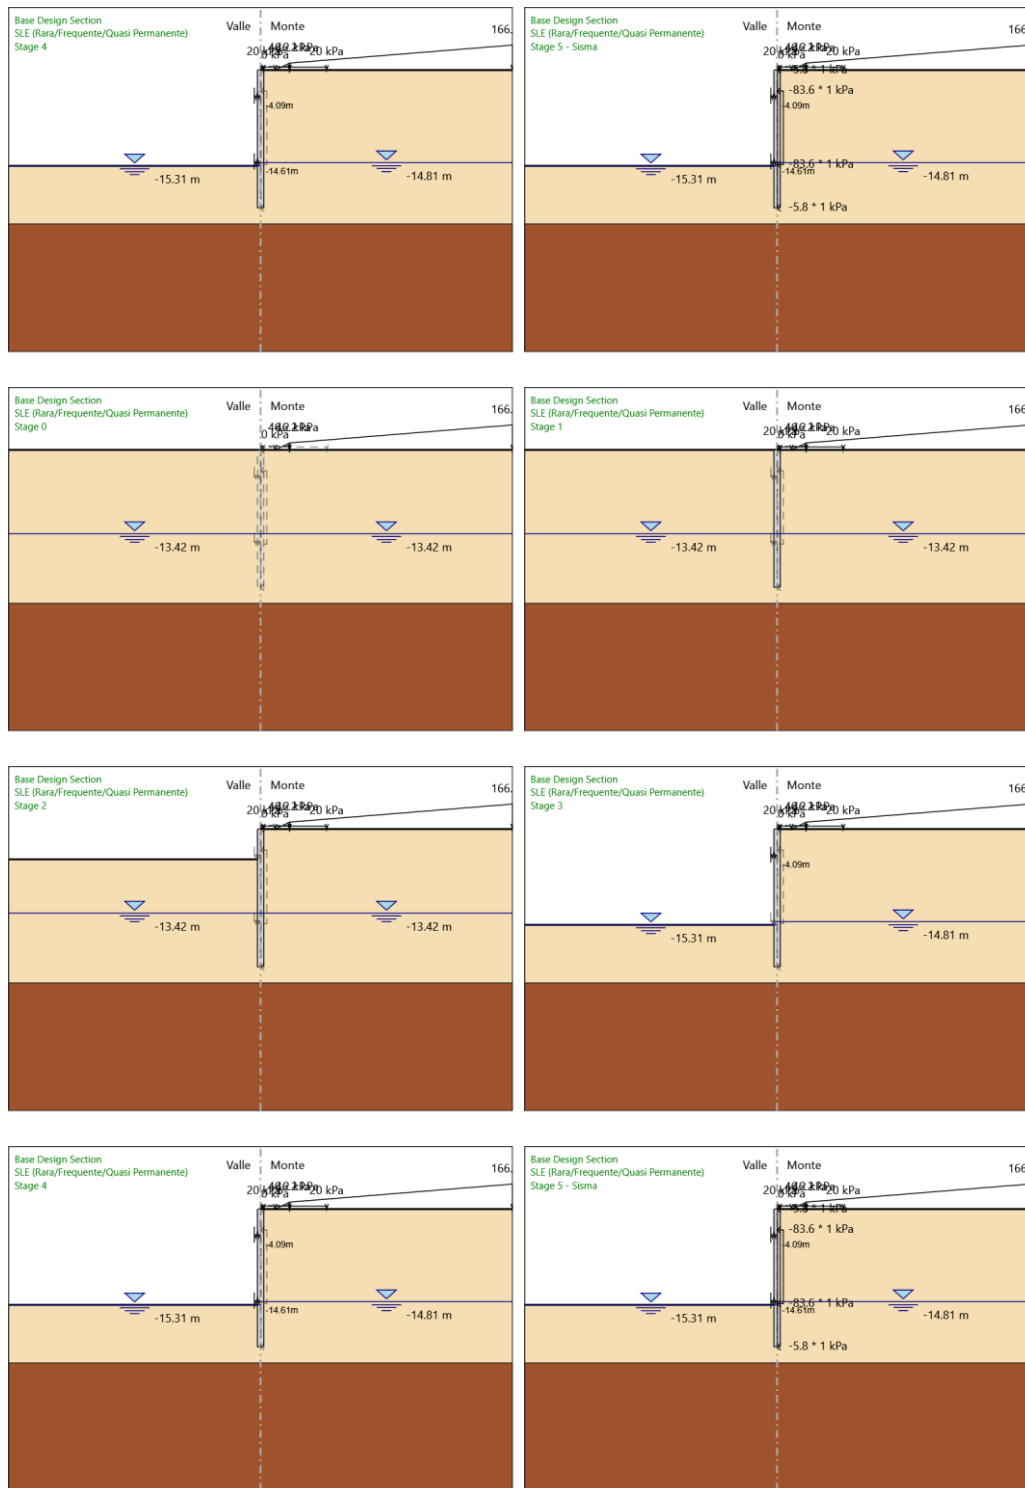 Base Design Section
SLE (Rara/Frequente/Quasi Permanente)
Stage 4
Valle
Monte
166.
20 kPa
-4.09m
-14.61m
-15.31 m
-14.81 m
Base Design Section
SLE (Rara/Frequente/Quasi Permanente)
Stage 5 - Sisma
Valle
Monte
166
20 kPa
-5.8 * 1 kPa
-83.6 * 1 kPa
-4.09m
-83.6 * 1 kPa
-14.61m
-15.31 m
-14.81 m
-5.8 * 1 kPa
Base Design Section
SLE (Rara/Frequente/Quasi Permanente)
Stage 0
Valle
Monte
166.
-13.42 m
-13.42 m
Base Design Section
SLE (Rara/Frequente/Quasi Permanente)
Stage 1
Valle
Monte
166
20 kPa
-13.42 m
-13.42 m
Base Design Section
SLE (Rara/Frequente/Quasi Permanente)
Stage 2
Valle
Monte
166.
20 kPa
-13.42 m
-13.42 m
Base Design Section
SLE (Rara/Frequente/Quasi Permanente)
Stage 3
Valle
Monte
166
20 kPa
-4.09m
-15.31 m
-14.81 m
Base Design Section
SLE (Rara/Frequente/Quasi Permanente)
Stage 4
Valle
Monte
166.
20 kPa
-4.09m
-14.61m
-15.31 m
-14.81 m
Base Design Section
SLE (Rara/Frequente/Quasi Permanente)
Stage 5 - Sisma
Valle
Monte
166
20 kPa
-5.8 * 1 kPa
-83.6 * 1 kPa
-4.09m
-83.6 * 1 kPa
-14.61m
-15.31 m
-14.81 m
-5.8 * 1 kPa